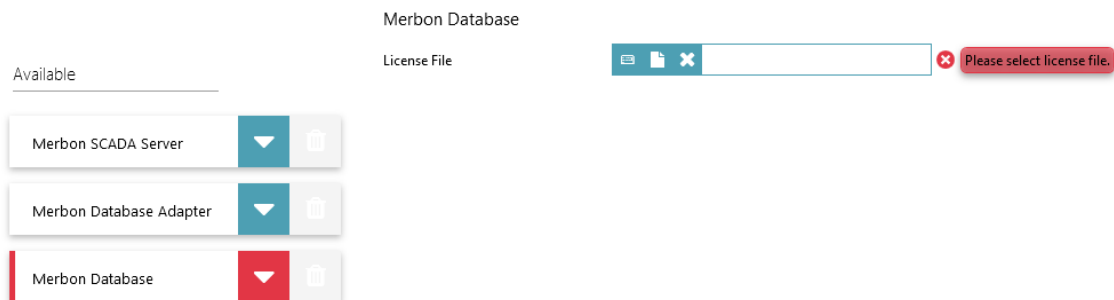 Merbon Database
License File
Please select license file.
Available
Merbon SCADA Server
Merbon Database Adapter
Merbon Database